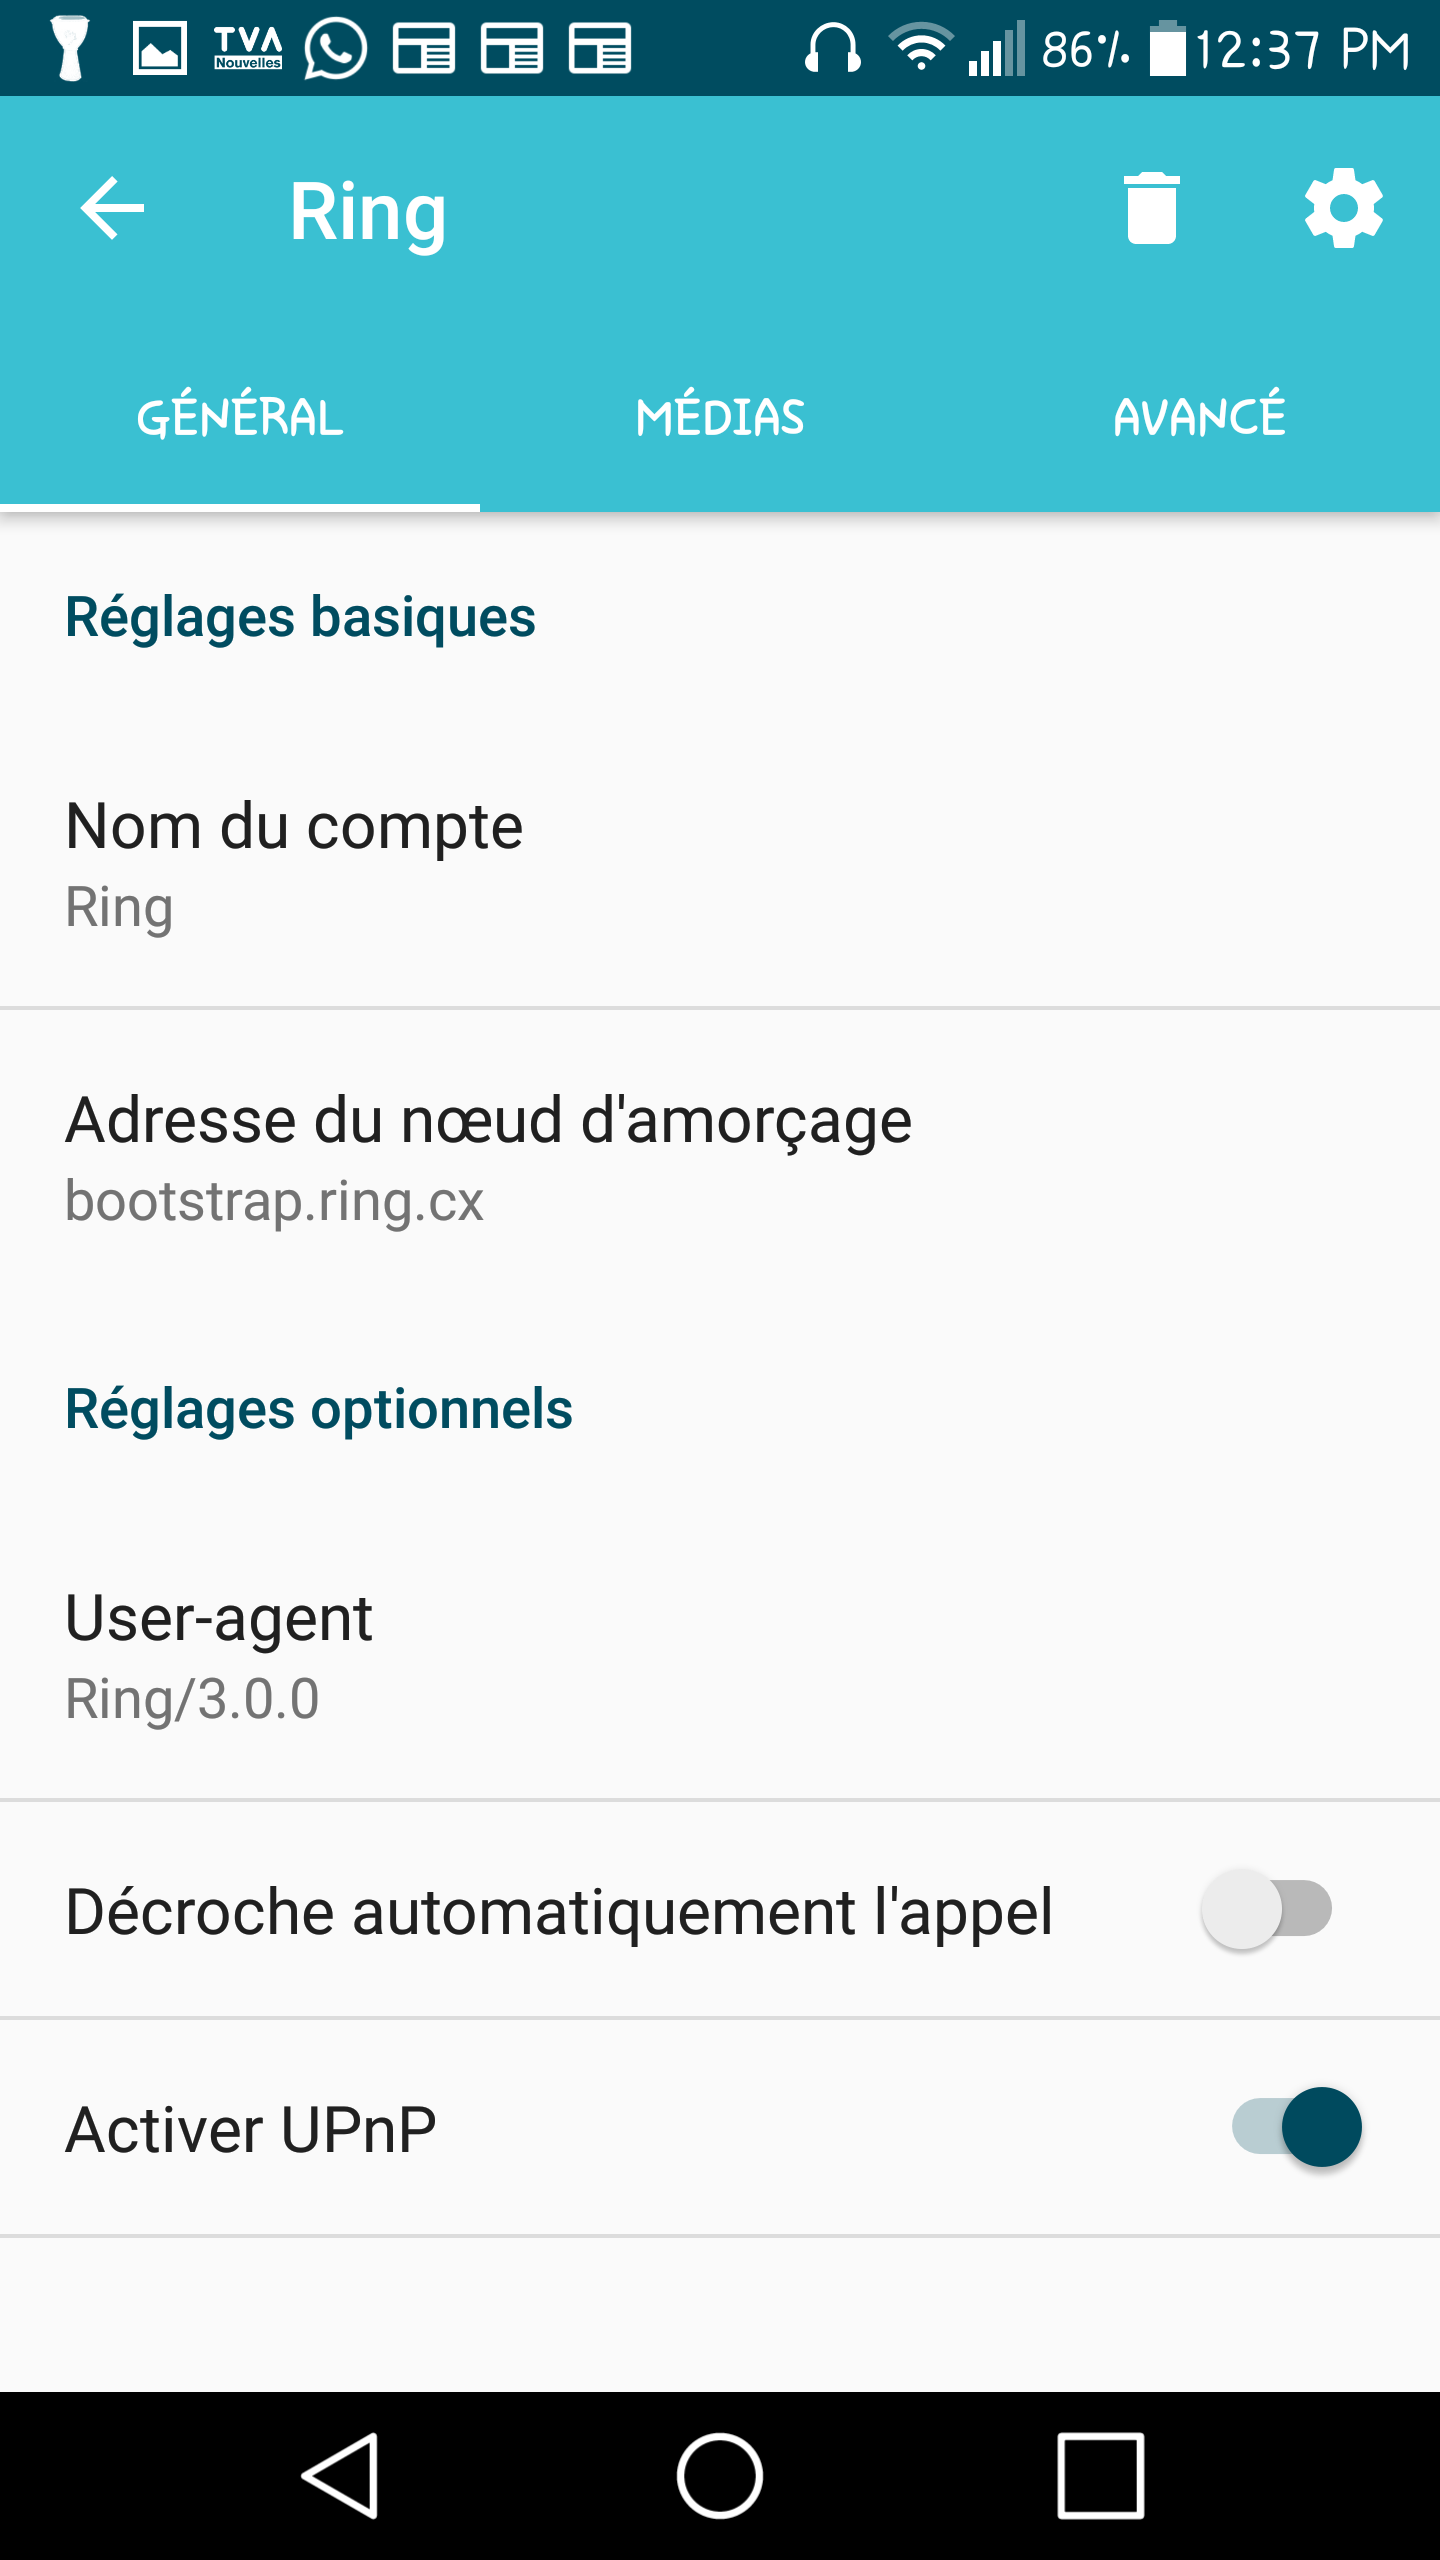 TVA
Nouvelles
86% 12:37 PM
Ring
GÉNÉRAL MÉDIAS AVANCÉ
Réglages basiques
Nom du compte
Ring
Adresse du nœud d'amorçage
bootstrap.ring.cx
Réglages optionnels
User-agent
Ring/3.0.0
Décroche automatiquement l'appel
Activer UPnP